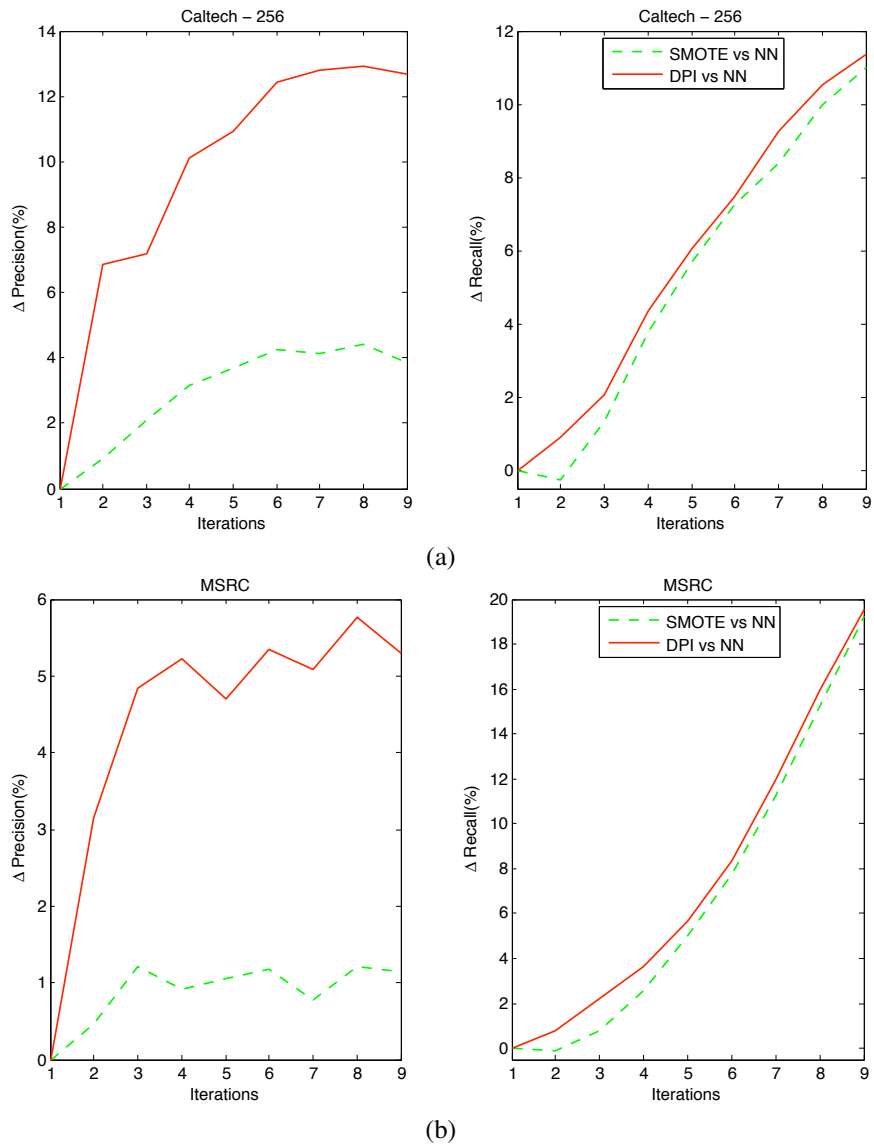 Caltech − 256
14
12
10
8
6
4
2
0
Δ Precision(%)
1 2 3 4 5 6 7 8 9
Iterations
Caltech − 256
12
10
8
6
4
2
0
Δ Recall(%)
SMOTE vs NN
DPI vs NN
1 2 3 4 5 6 7 8 9
Iterations
(a)
MSRC
6
5
4
3
2
1
0
Δ Precision(%)
1 2 3 4 5 6 7 8 9
Iterations
MSRC
20
18
16
14
12
10
8
6
4
2
0
Δ Recall(%)
SMOTE vs NN
DPI vs NN
1 2 3 4 5 6 7 8 9
Iterations
(b)